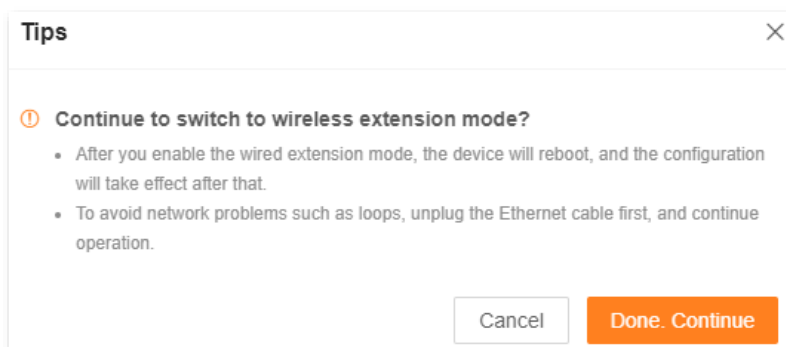 Tips
Continue to switch to wireless extension mode?
• After you enable the wired extension mode, the device will reboot, and the configuration
will take effect after that.
• To avoid network problems such as loops, unplug the Ethernet cable first, and continue
operation.
Cancel
Done. Continue